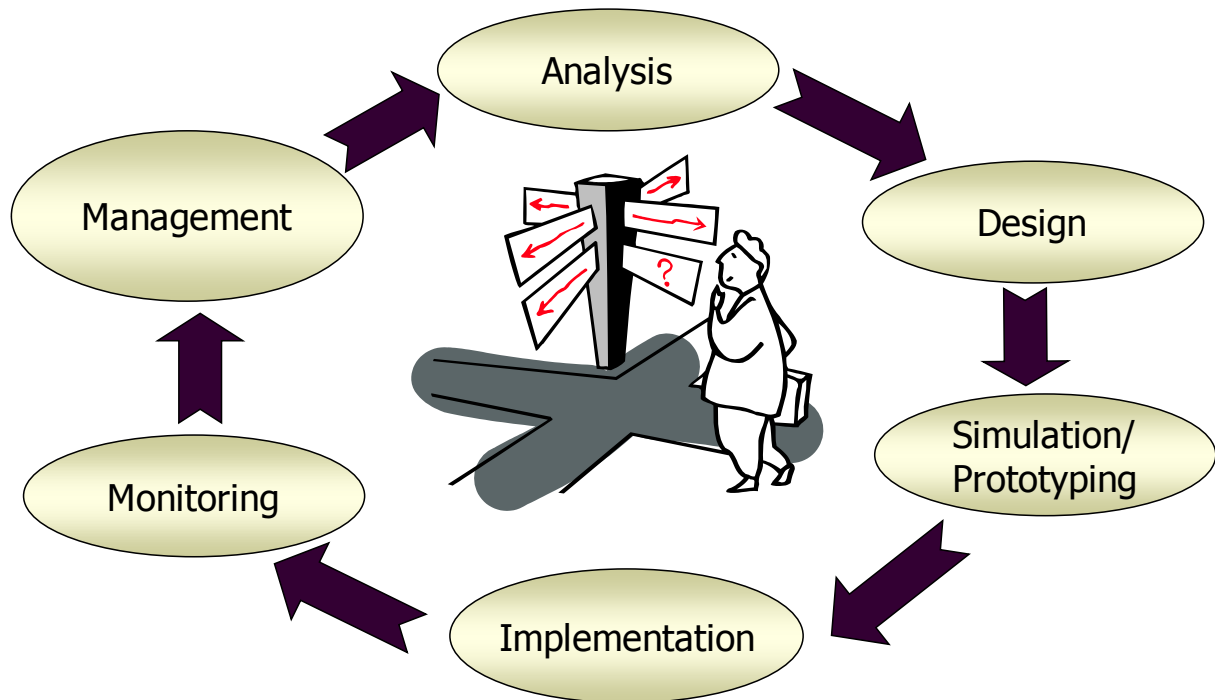 Analysis
Management
Design
?
Simulation/
Prototyping
Monitoring
Implementation